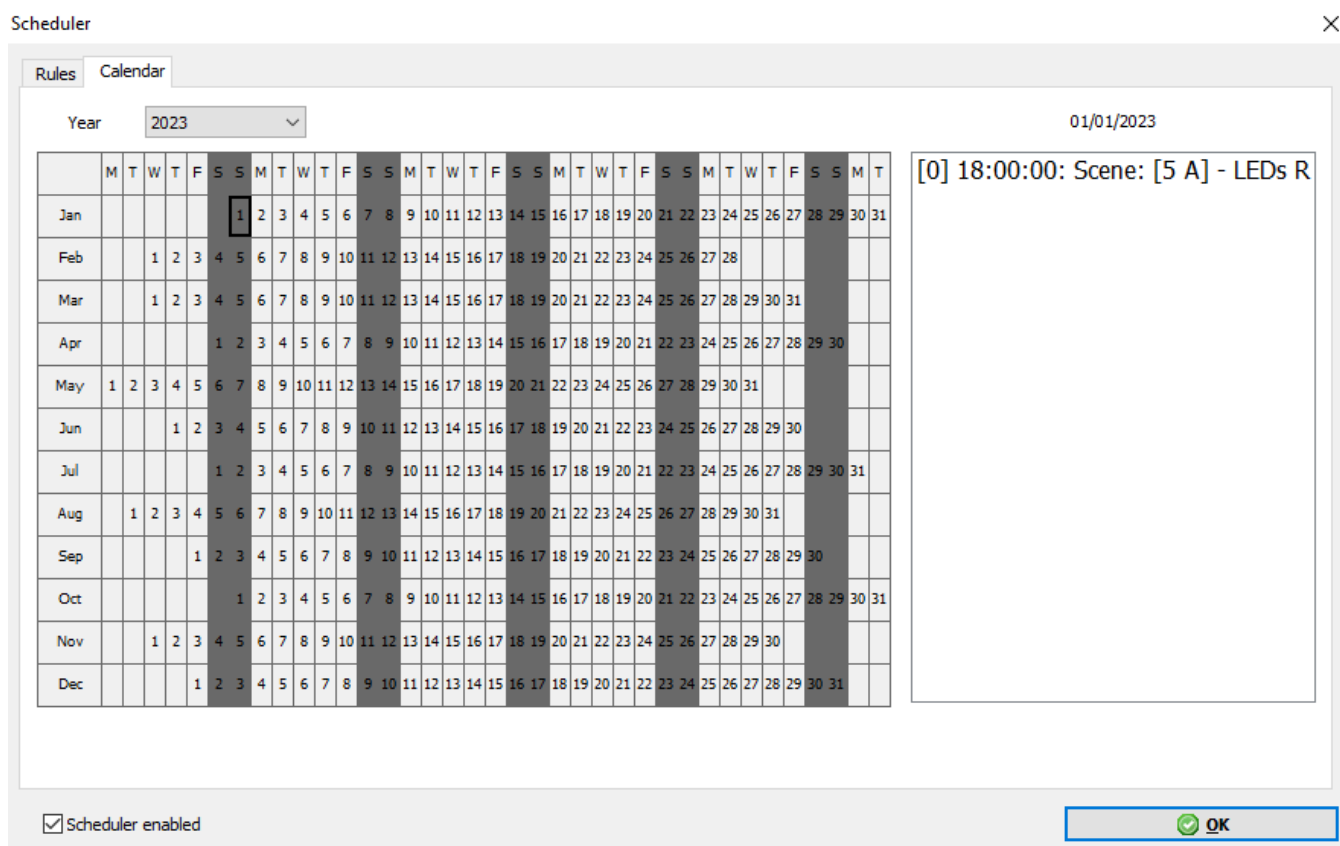 Scheduler
Rules Calendar
Year 2023 01/01/2023
M T W T F S S M T W T F S S M T W T F S S M T W T F S S M T W T F S S M T
[0] 18:00:00: Scene: [5 A] - LEDs R
Jan 1 2 3 4 5 6 7 8 9 10 11 12 13 14 15 16 17 18 19 20 21 22 23 24 25 26 27 28 29 30 31
Feb 1 2 3 4 5 6 7 8 9 10 11 12 13 14 15 16 17 18 19 20 21 22 23 24 25 26 27 28
Mar 1 2 3 4 5 6 7 8 9 10 11 12 13 14 15 16 17 18 19 20 21 22 23 24 25 26 27 28 29 30 31
Apr 1 2 3 4 5 6 7 8 9 10 11 12 13 14 15 16 17 18 19 20 21 22 23 24 25 26 27 28 29 30
May 1 2 3 4 5 6 7 8 9 10 11 12 13 14 15 16 17 18 19 20 21 22 23 24 25 26 27 28 29 30 31
Jun 1 2 3 4 5 6 7 8 9 10 11 12 13 14 15 16 17 18 19 20 21 22 23 24 25 26 27 28 29 30
Jul 1 2 3 4 5 6 7 8 9 10 11 12 13 14 15 16 17 18 19 20 21 22 23 24 25 26 27 28 29 30 31
Aug 1 2 3 4 5 6 7 8 9 10 11 12 13 14 15 16 17 18 19 20 21 22 23 24 25 26 27 28 29 30 31
Sep 1 2 3 4 5 6 7 8 9 10 11 12 13 14 15 16 17 18 19 20 21 22 23 24 25 26 27 28 29 30
Oct 1 2 3 4 5 6 7 8 9 10 11 12 13 14 15 16 17 18 19 20 21 22 23 24 25 26 27 28 29 30 31
Nov 1 2 3 4 5 6 7 8 9 10 11 12 13 14 15 16 17 18 19 20 21 22 23 24 25 26 27 28 29 30
Dec 1 2 3 4 5 6 7 8 9 10 11 12 13 14 15 16 17 18 19 20 21 22 23 24 25 26 27 28 29 30 31
Scheduler enabled
OK